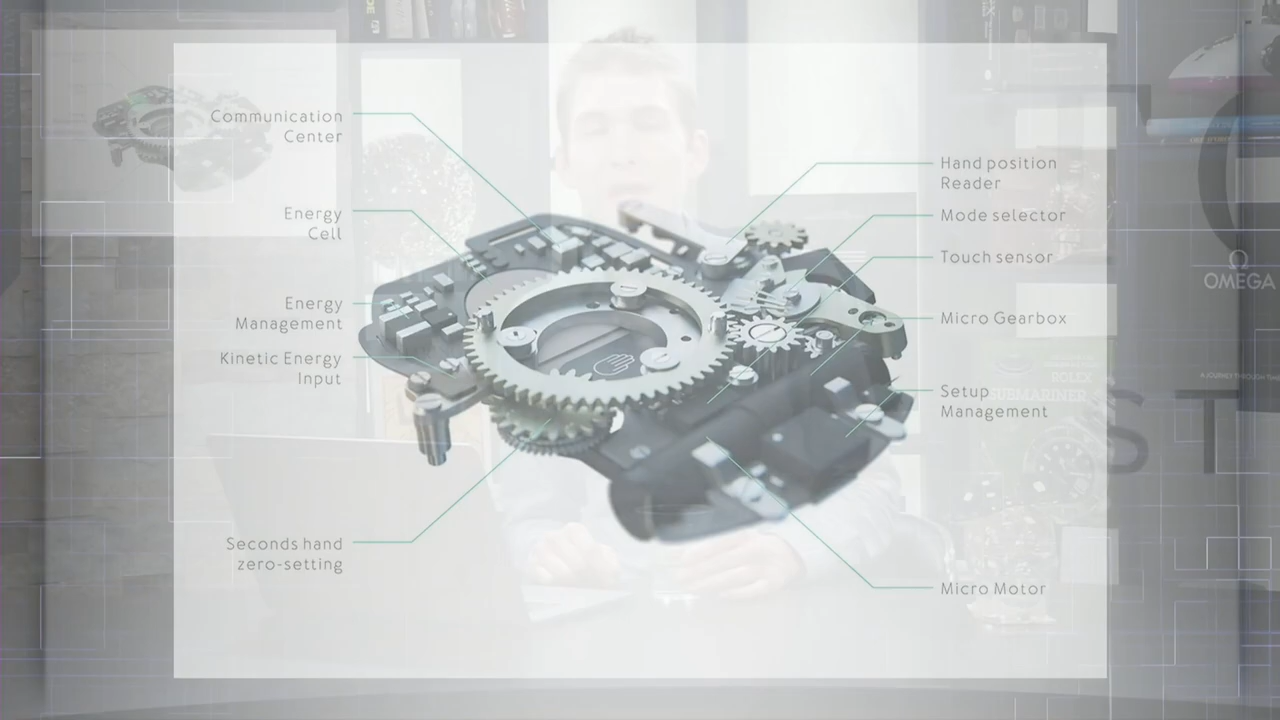 Communication
Center
Energy
Cell
Energy
Management
Kinetic Energy
Input
Seconds hand
zero-setting
Hand position
Reader
Mode selector
Touch sensor
Micro Gearbox
Setup
Management
Micro Motor
Ω
OMEGA
ROLEX
SUBMARINER
S